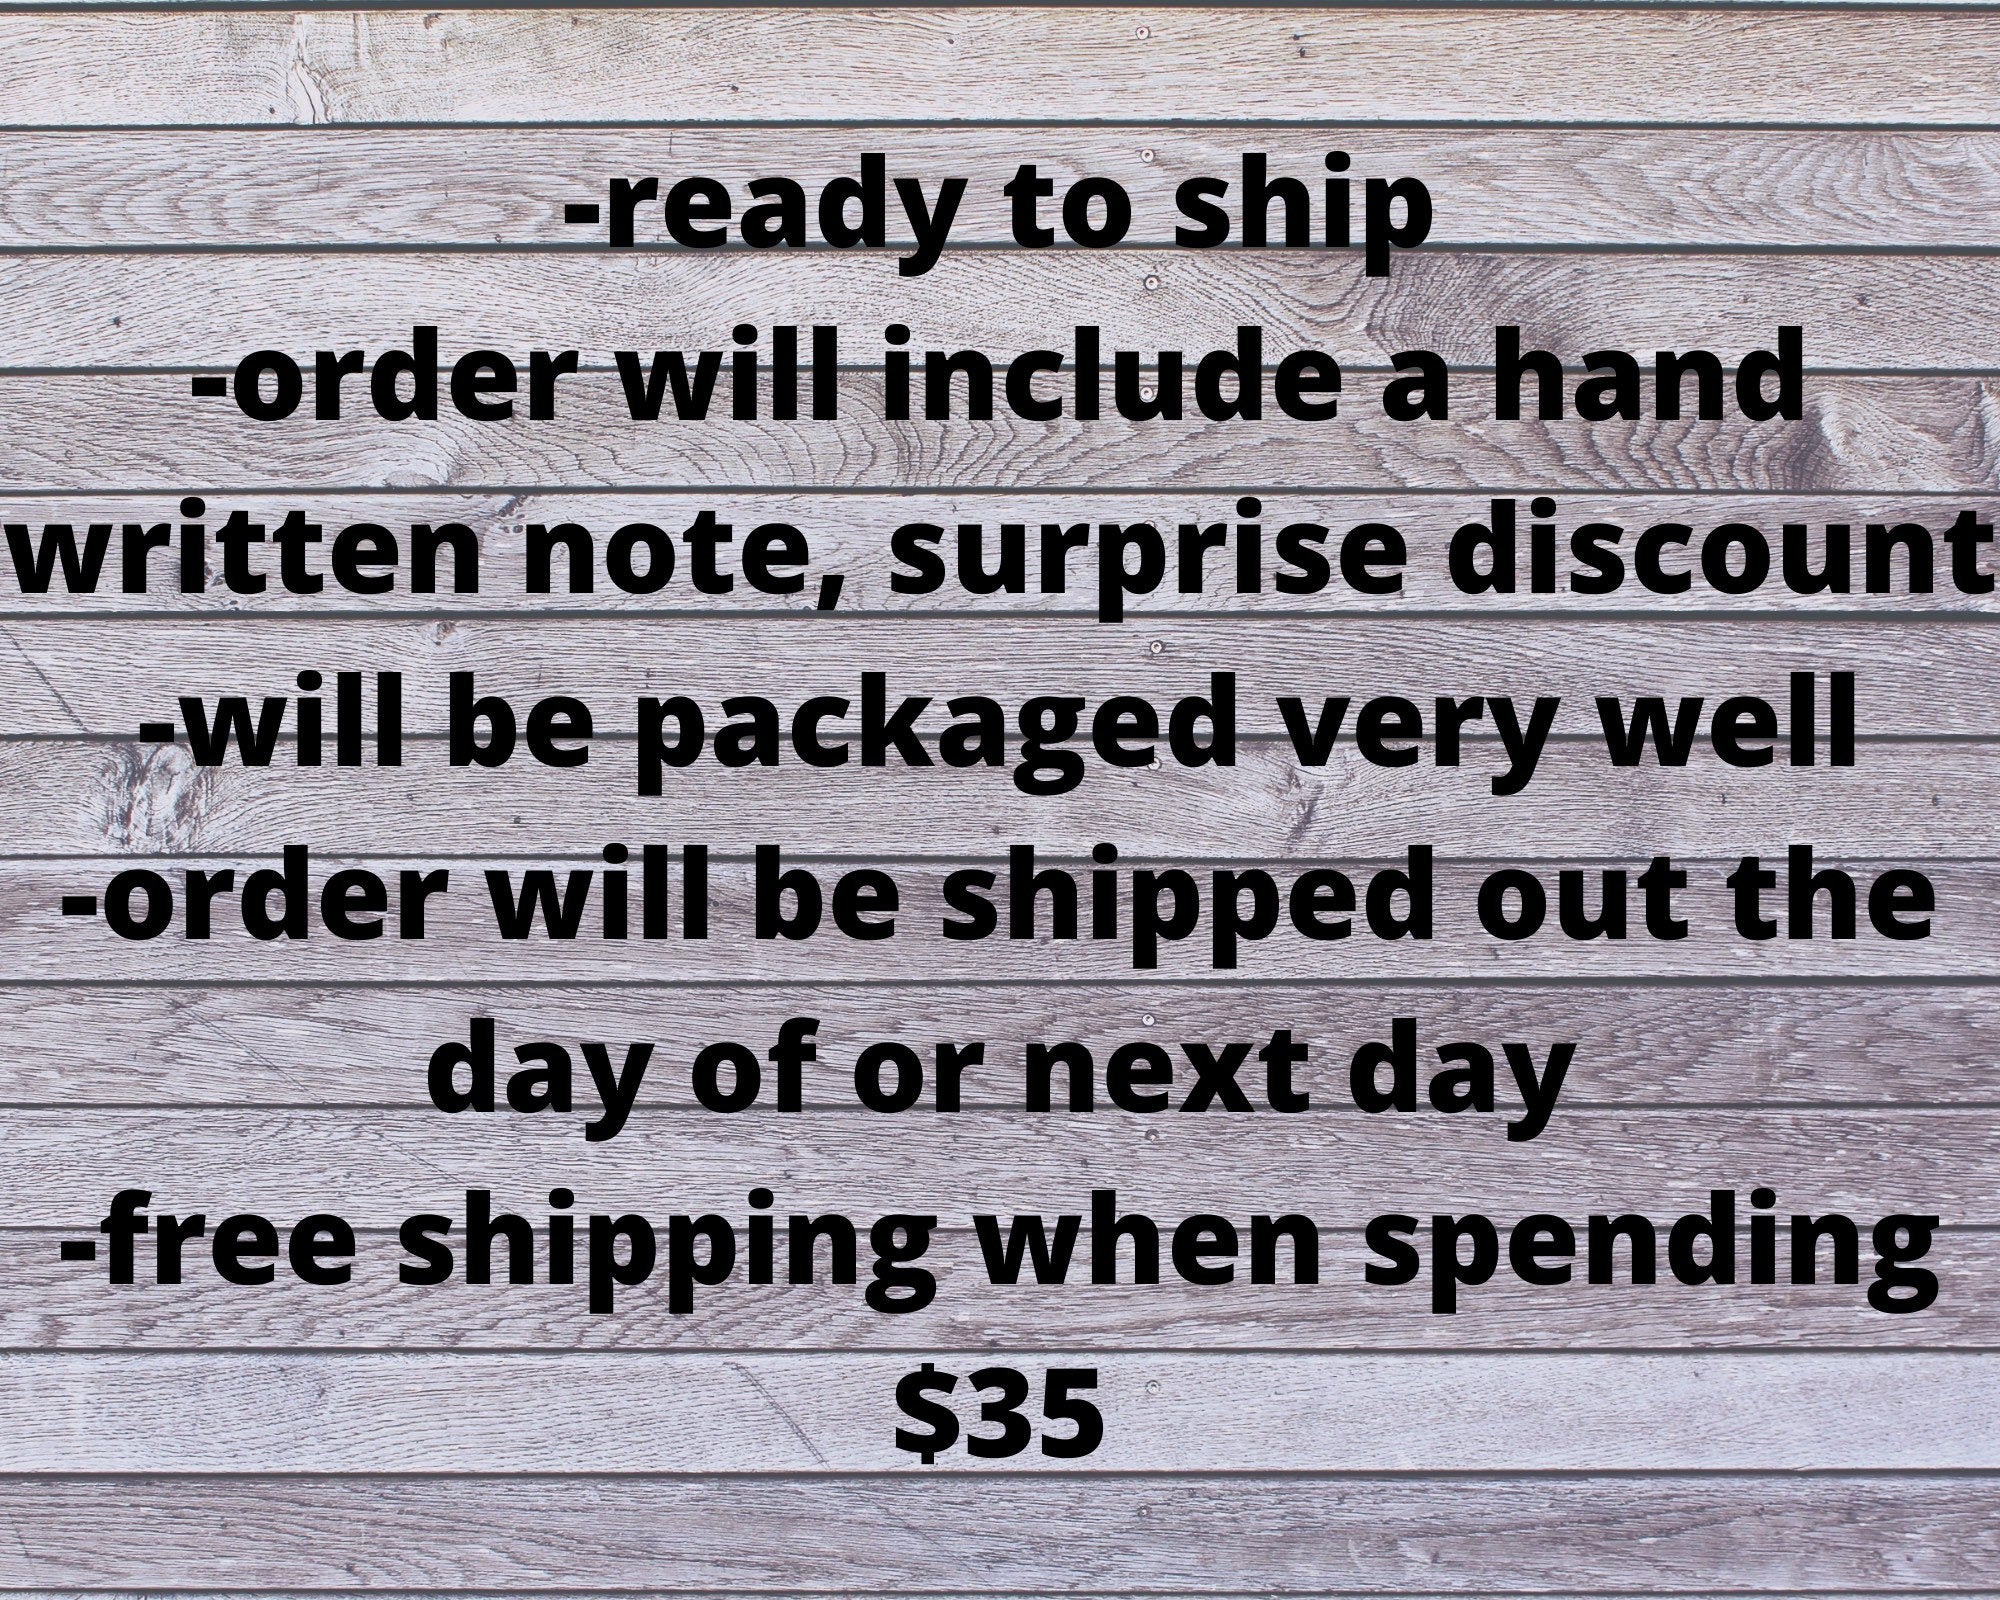 -ready to ship
-order will include a hand
written note, surprise discount
-will be packaged very well
-order will be shipped out the
day of or next day
-free shipping when spending
$35